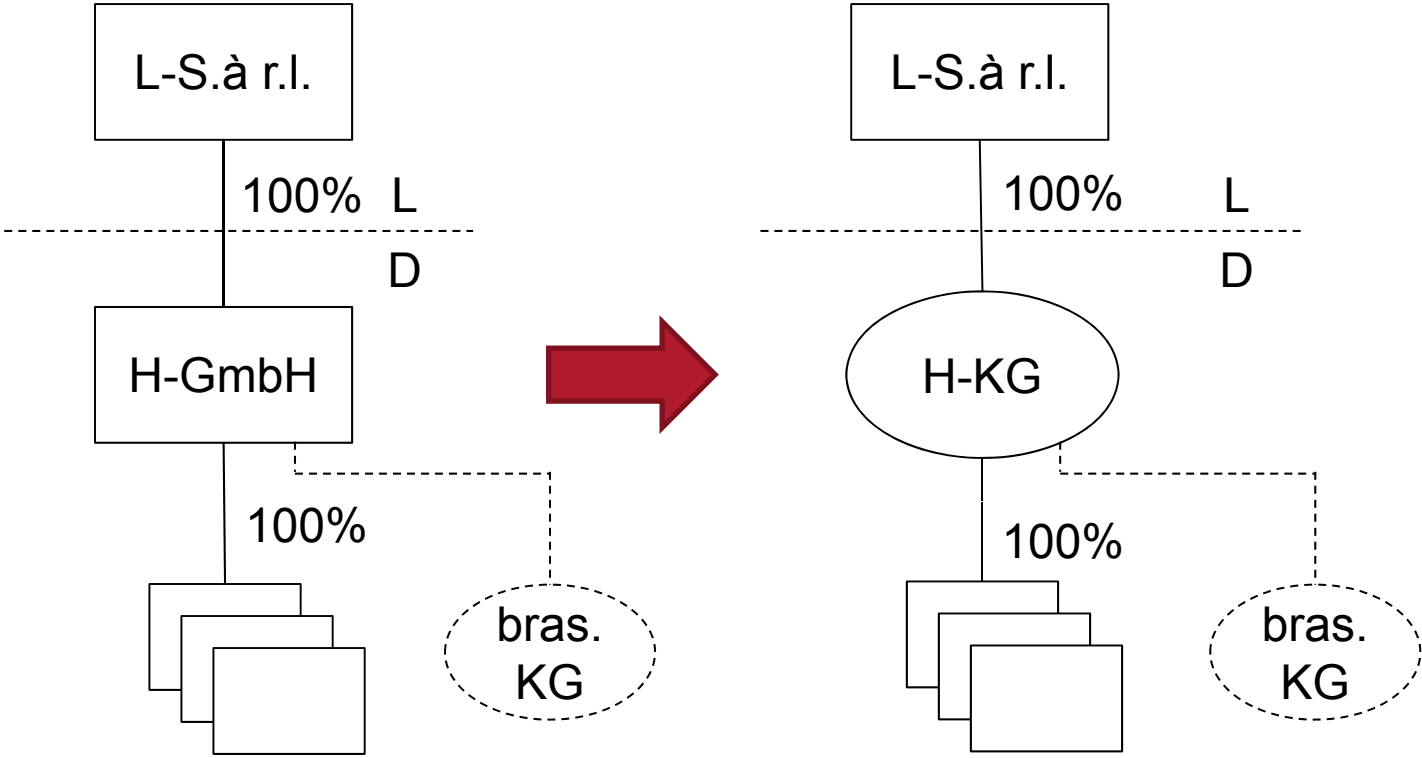 L-S.à r.l.
100% L
D
H-GmbH
100%
bras.
KG
L-S.à r.l.
100% L
D
H-KG
100%
bras.
KG